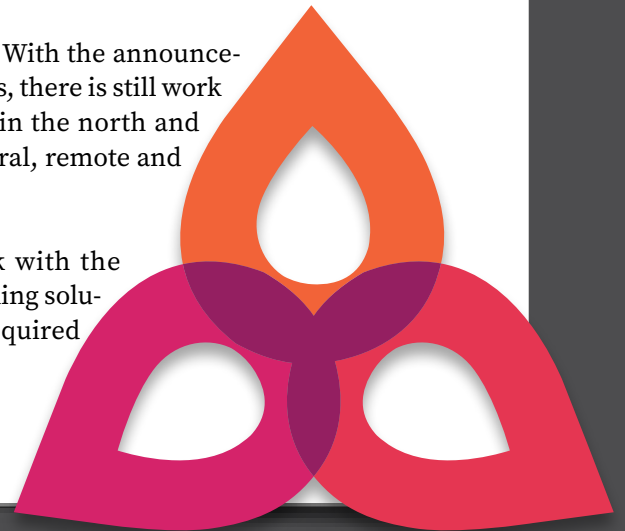 With the announce-
s, there is still work
in the north and
ral, remote and
k with the
ing solu-
quired